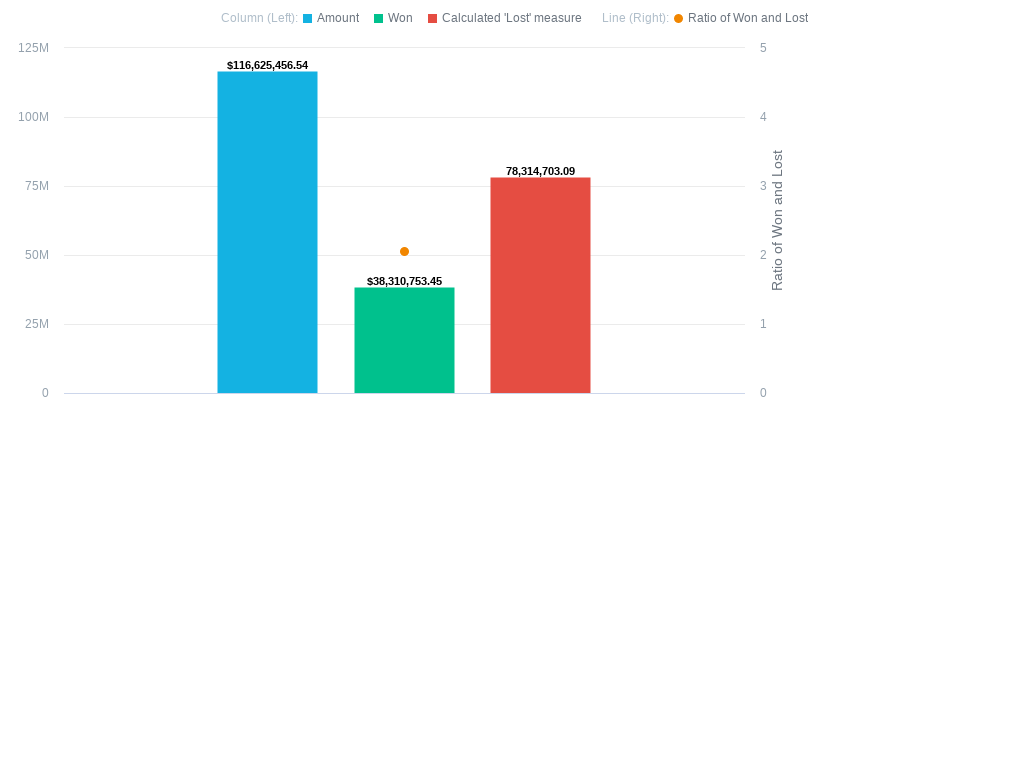 Column (Left): Amount Won Calculated 'Lost' measure Line (Right): Ratio of Won and Lost
125M
100M
75M
50M
25M
0
$116,625,456.54
$38,310,753.45
78,314,703.09
5
4
3
2
1
0
Ratio of Won and Lost